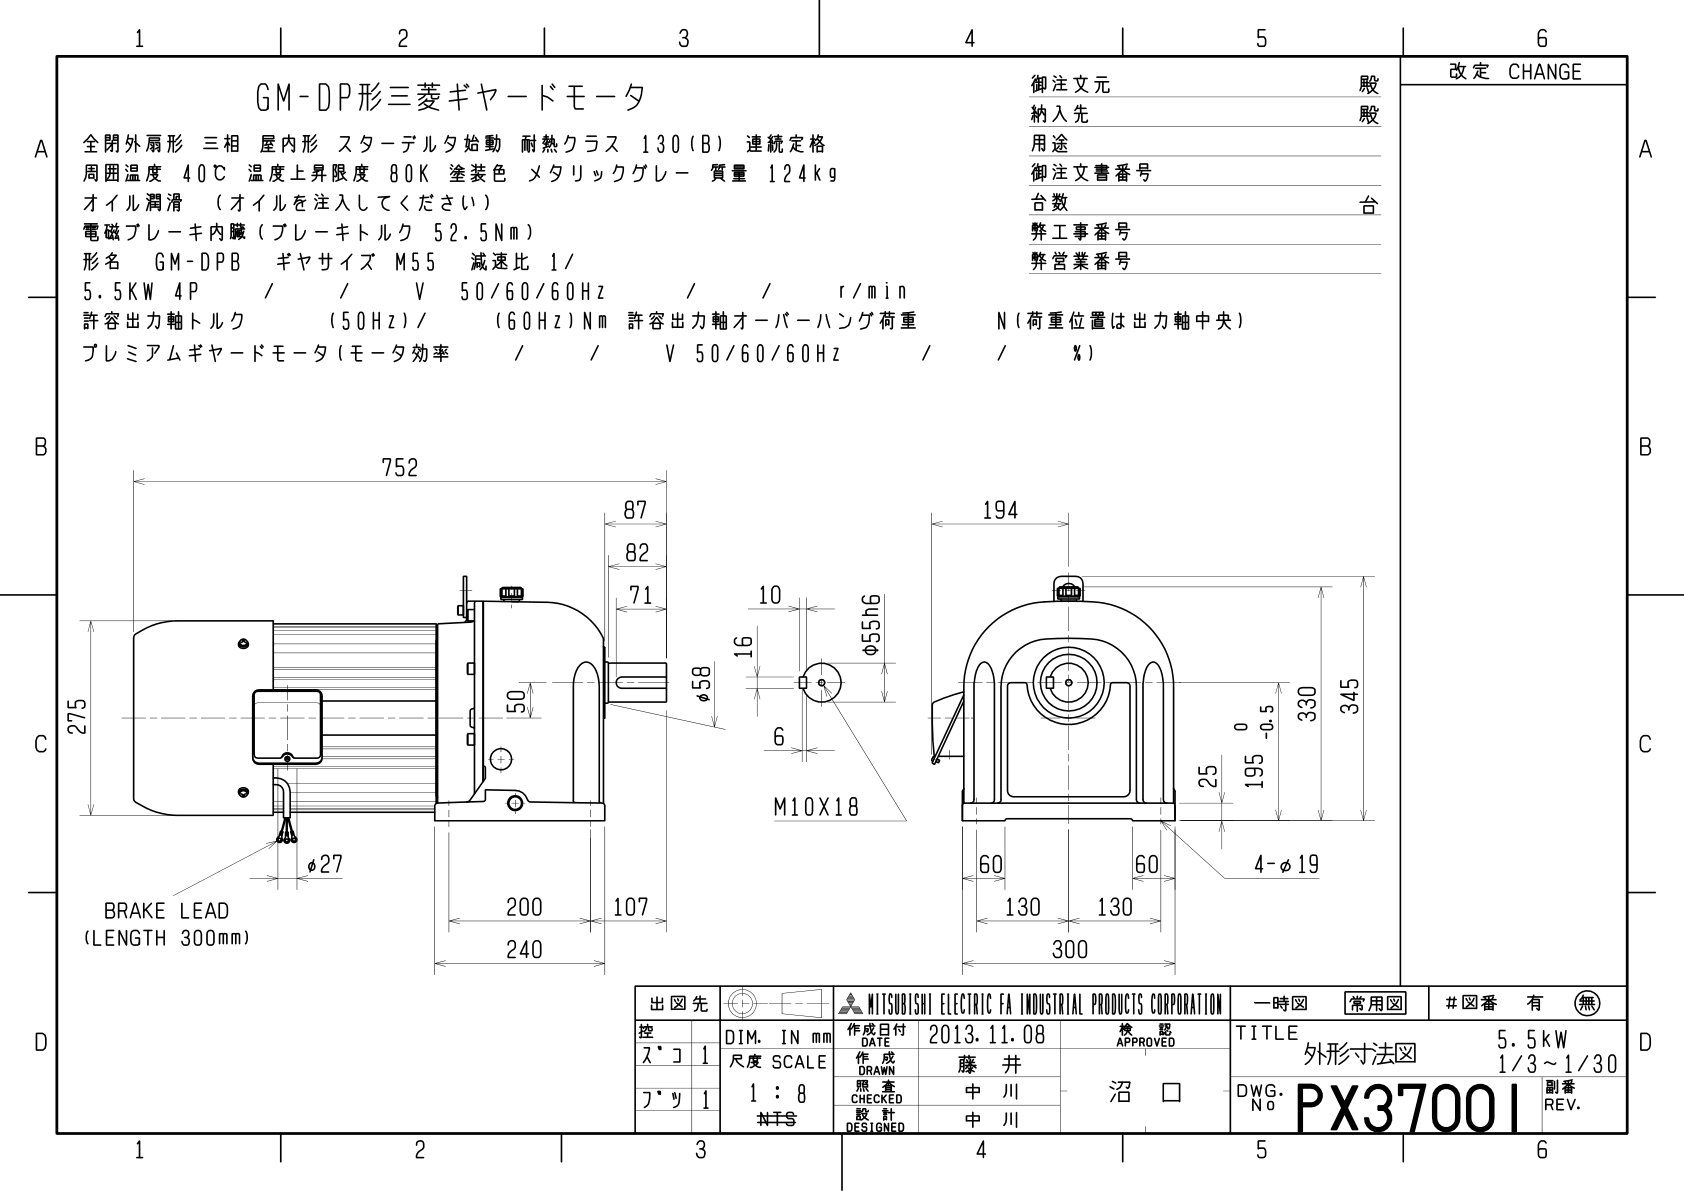 1 2 3 4 5 6
A
B
C
D
A
B
C
D
改定 CHANGE
GM-DP形三菱ギヤードモータ
全閉外扇形 三相 屋内形 スターデルタ始動 耐熱クラス 130(B) 連続定格
周囲温度 40℃ 温度上昇限度 80K 塗装色 メタリックグレー 質量 124kg
オイル潤滑 (オイルを注入してください)
電磁ブレーキ内臓(ブレーキトルク 52.5Nm)
形名 GM-DPB ギヤサイズ M55 減速比 1/
5.5KW 4P / / V 50/60/60Hz / / r/min
許容出力軸トルク (50Hz)/ (60Hz)Nm 許容出力軸オーバーハング荷重 N(荷重位置は出力軸中央)
プレミアムギヤードモータ(モータ効率 / / V 50/60/60Hz / / %)
御注文元 殿
納入先 殿
用途
御注文書番号
台数 台
弊工事番号
弊営業番号
752
87
82
71
275
50
φ58
φ27
BRAKE LEAD
(LENGTH 300mm)
200
107
240
10
16
6
φ55h6
M10X18
194
60
60
130
130
300
25
195 0 -0.5
330
345
4-φ19
出図先
控
ズコ 1
ブツ 1
MITSUBISHI ELECTRIC FA INDUSTRIAL PRODUCTS CORPORATION
DIM. IN mm
尺度 SCALE
1 : 8
NTS
作成日付 DATE 2013.11.08
作成 DRAWN 藤井
照査 CHECKED 中川
設計 DESIGNED 中川
検認 APPROVED
沼口
一時図 常用図
#図番 有 無
TITLE
外形寸法図
5.5kW
1/3~1/30
DWG. No PX37001
副番 REV.
1 2 3 4 5 6